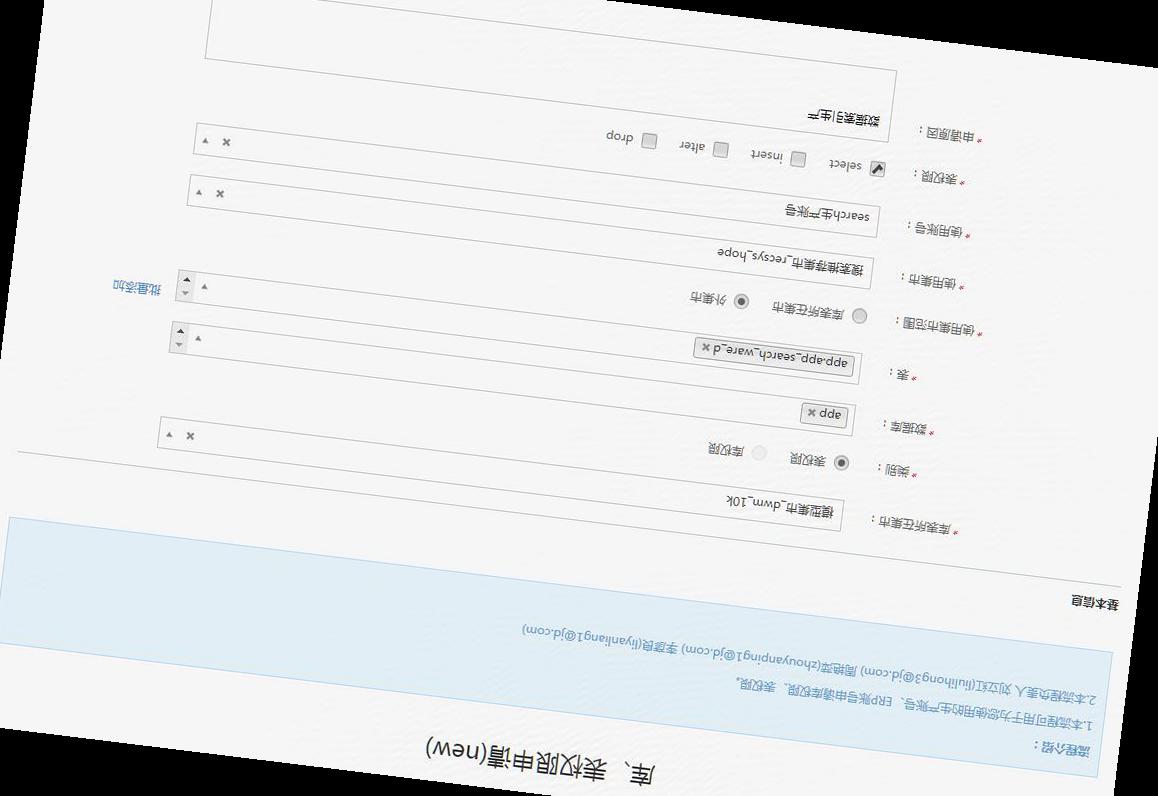 库、表权限申请(new)
流程介绍：
1.本流程可用于为您使用的生产账号、ERP账号申请库权限、表权限。
2.本流程负责人 刘立红(liulihong3@jd.com) 周艳萍(zhouyanping1@jd.com) 李彦良(liyanliang1@jd.com)
基本信息
*库表所在集市： 模型集市_dwm_10k
*类别： 表权限 库权限
*数据库： app
*表： app.app_search_ware_d 批量添加
*使用集市范围： 库表所在集市 外集市
*使用集市： 搜索推荐集市_recsys_hope
*使用账号： search生产账号
*表权限： select insert alter drop
*申请原因： 数据索引生产